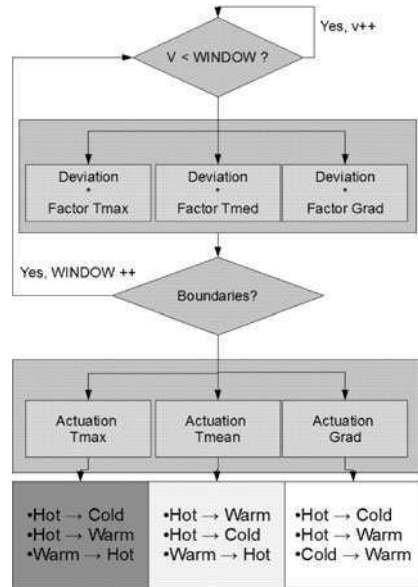 Yes, v++
V < WINDOW ?
Deviation
*
Factor Tmax
Deviation
*
Factor Tmed
Deviation
*
Factor Grad
Yes, WINDOW ++
Boundaries?
Actuation
Tmax
Actuation
Tmean
Actuation
Grad
•Hot → Cold
•Hot → Warm
•Warm → Hot
•Hot → Warm
•Hot → Cold
•Warm → Hot
•Hot → Cold
•Hot → Warm
•Cold → Warm